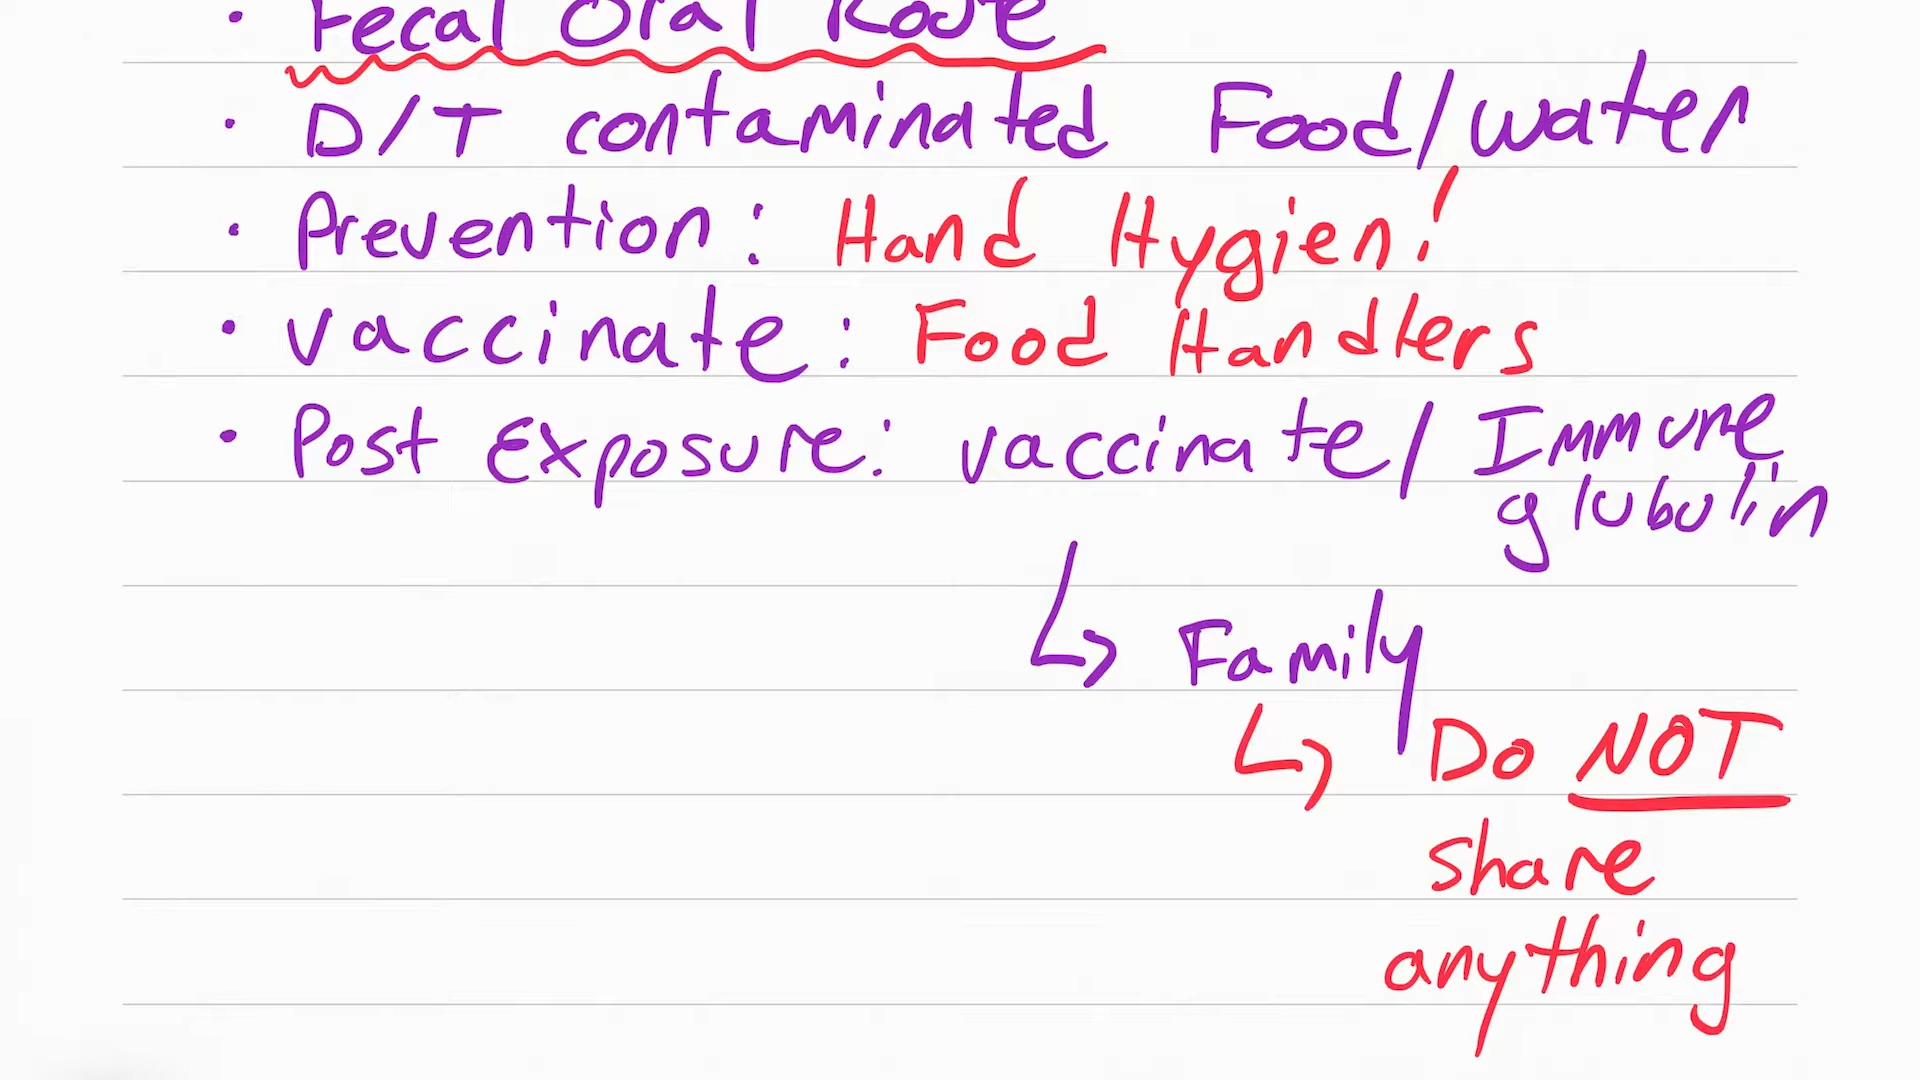 • Fecal Oral Route
• D/T contaminated Food/water
• Prevention: Hand Hygien!
• Vaccinate: Food Handlers
• Post Exposure: vaccinate/ Immune
glubulin
↳ Family
↳ Do NOT
share
anything